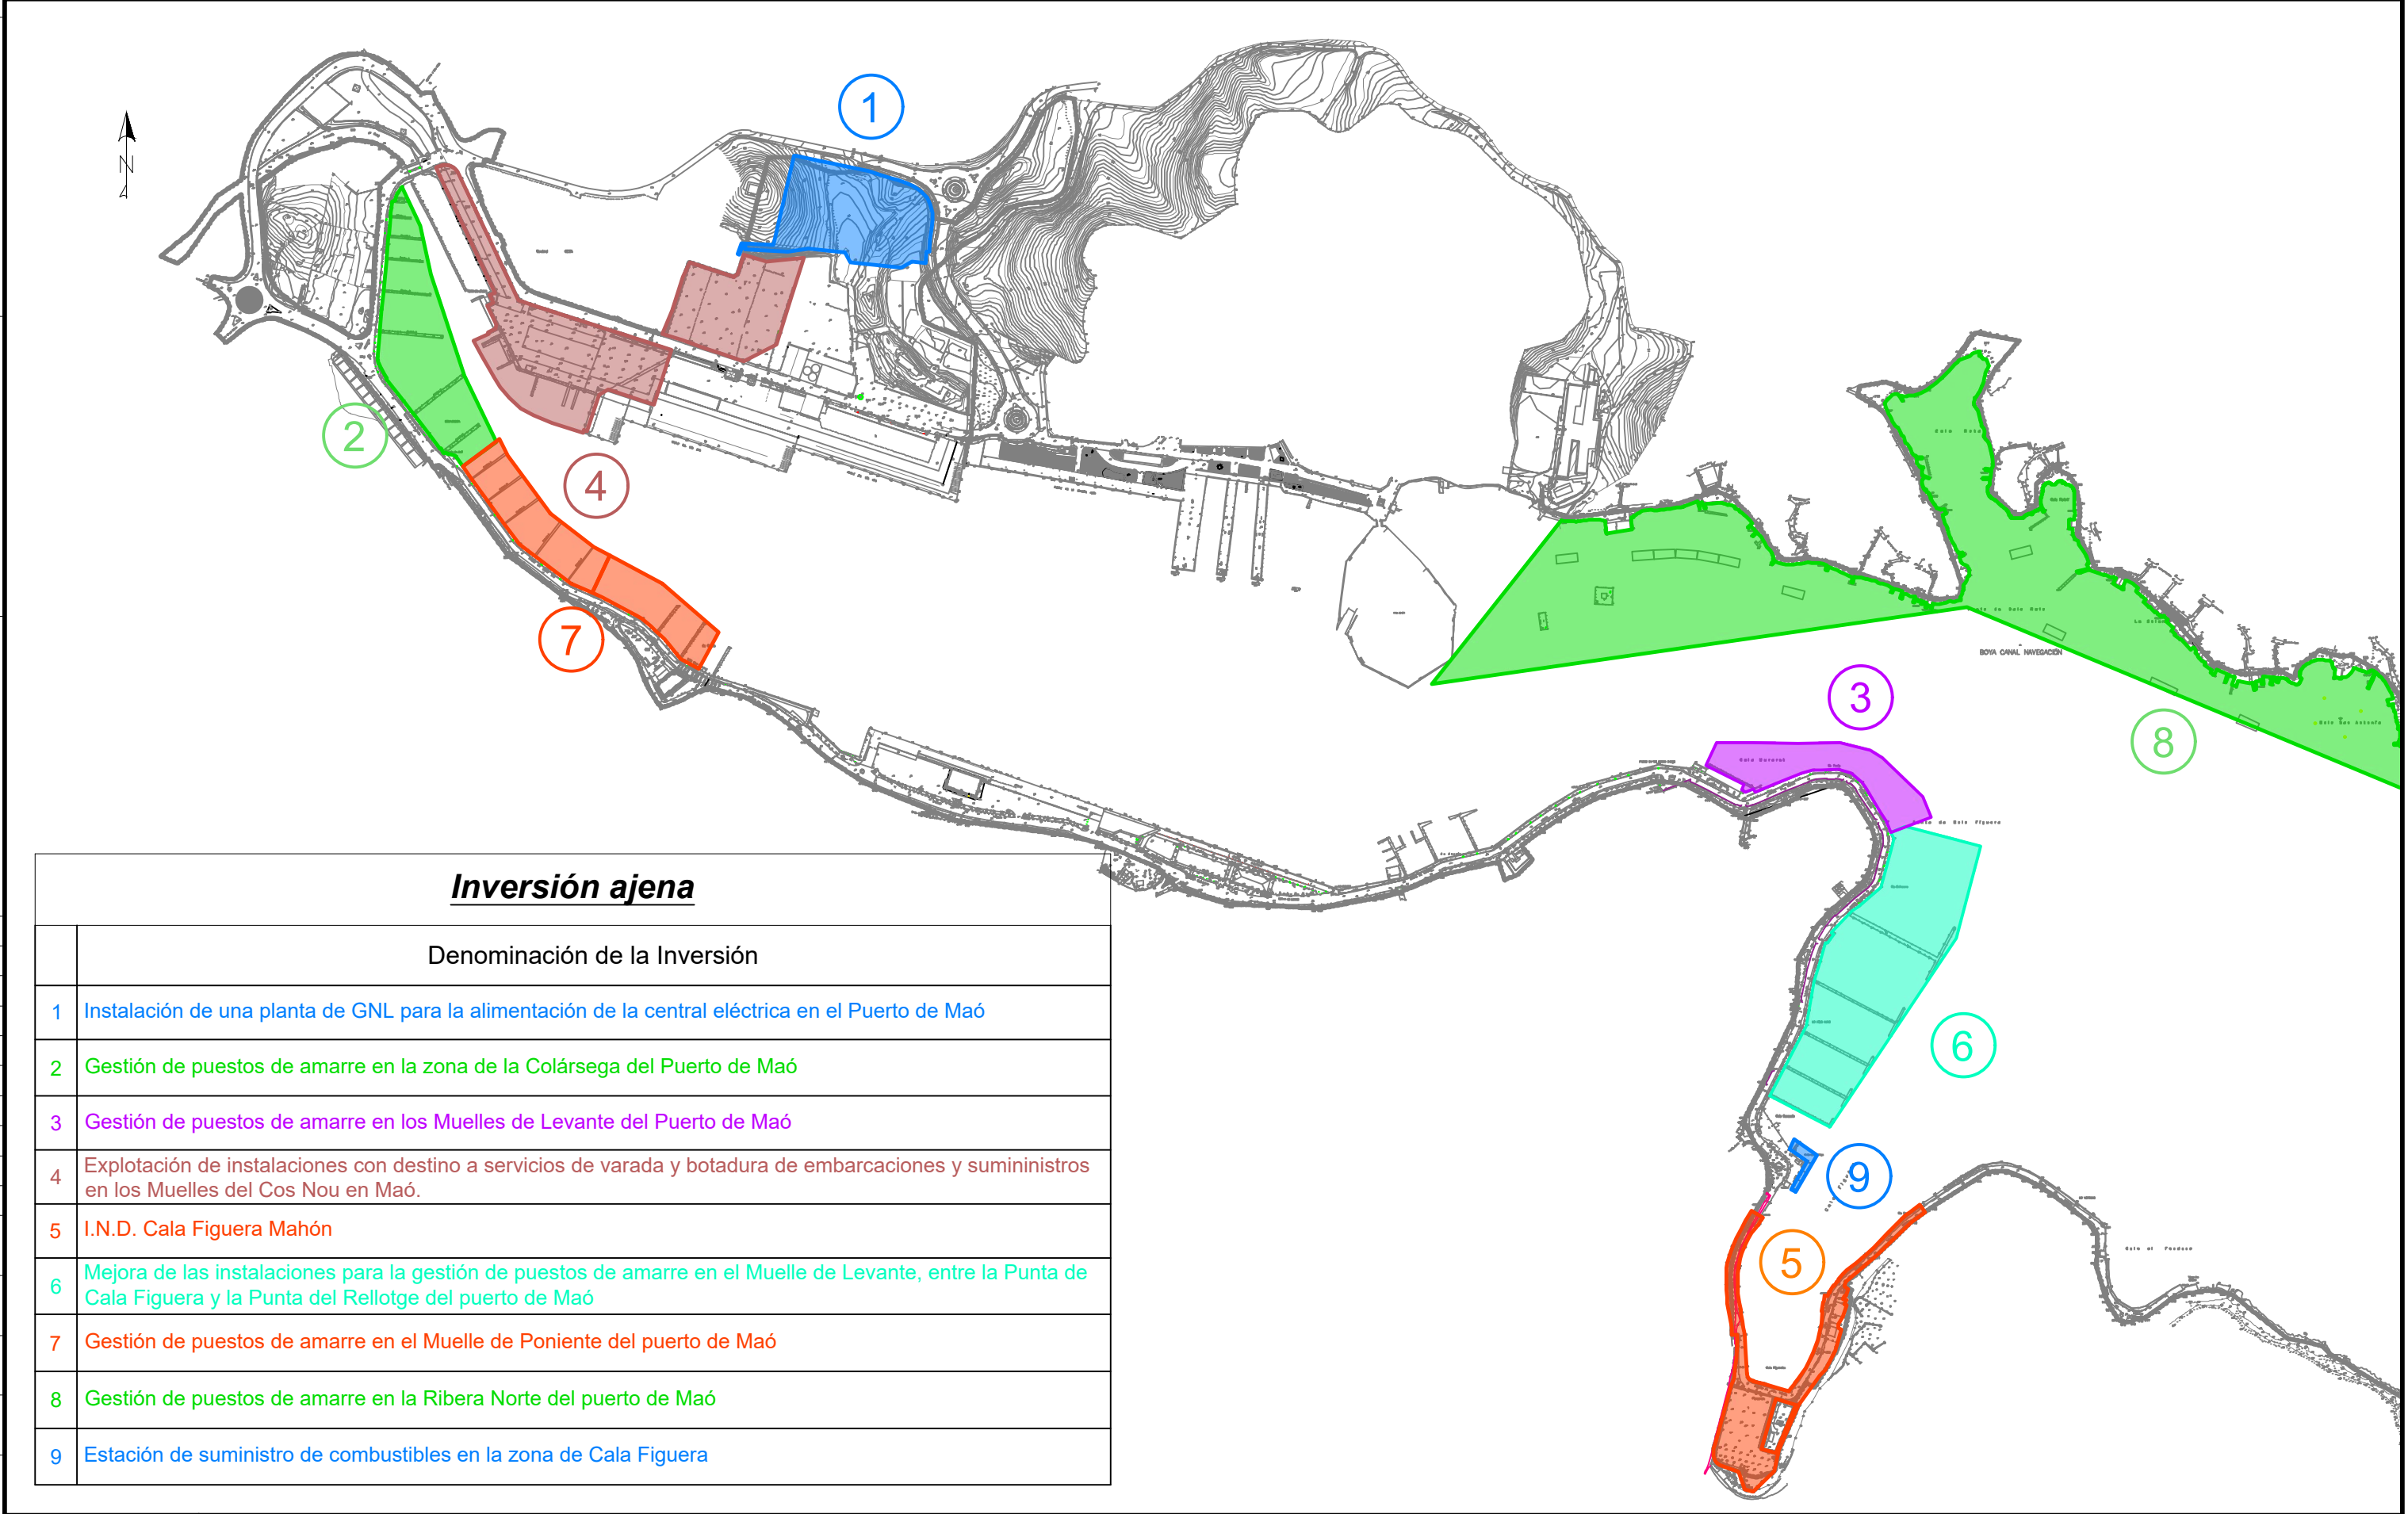 N
1
2
4
7
BOYA CANAL NAVEGACIÓN
3
8
6
9
5
Inversión ajena
Denominación de la Inversión
1 Instalación de una planta de GNL para la alimentación de la central eléctrica en el Puerto de Maó
2 Gestión de puestos de amarre en la zona de la Colársega del Puerto de Maó
3 Gestión de puestos de amarre en los Muelles de Levante del Puerto de Maó
4 Explotación de instalaciones con destino a servicios de varada y botadura de embarcaciones y sumininistros
en los Muelles del Cos Nou en Maó.
5 I.N.D. Cala Figuera Mahón
6 Mejora de las instalaciones para la gestión de puestos de amarre en el Muelle de Levante, entre la Punta de
Cala Figuera y la Punta del Rellotge del puerto de Maó
7 Gestión de puestos de amarre en el Muelle de Poniente del puerto de Maó
8 Gestión de puestos de amarre en la Ribera Norte del puerto de Maó
9 Estación de suministro de combustibles en la zona de Cala Figuera